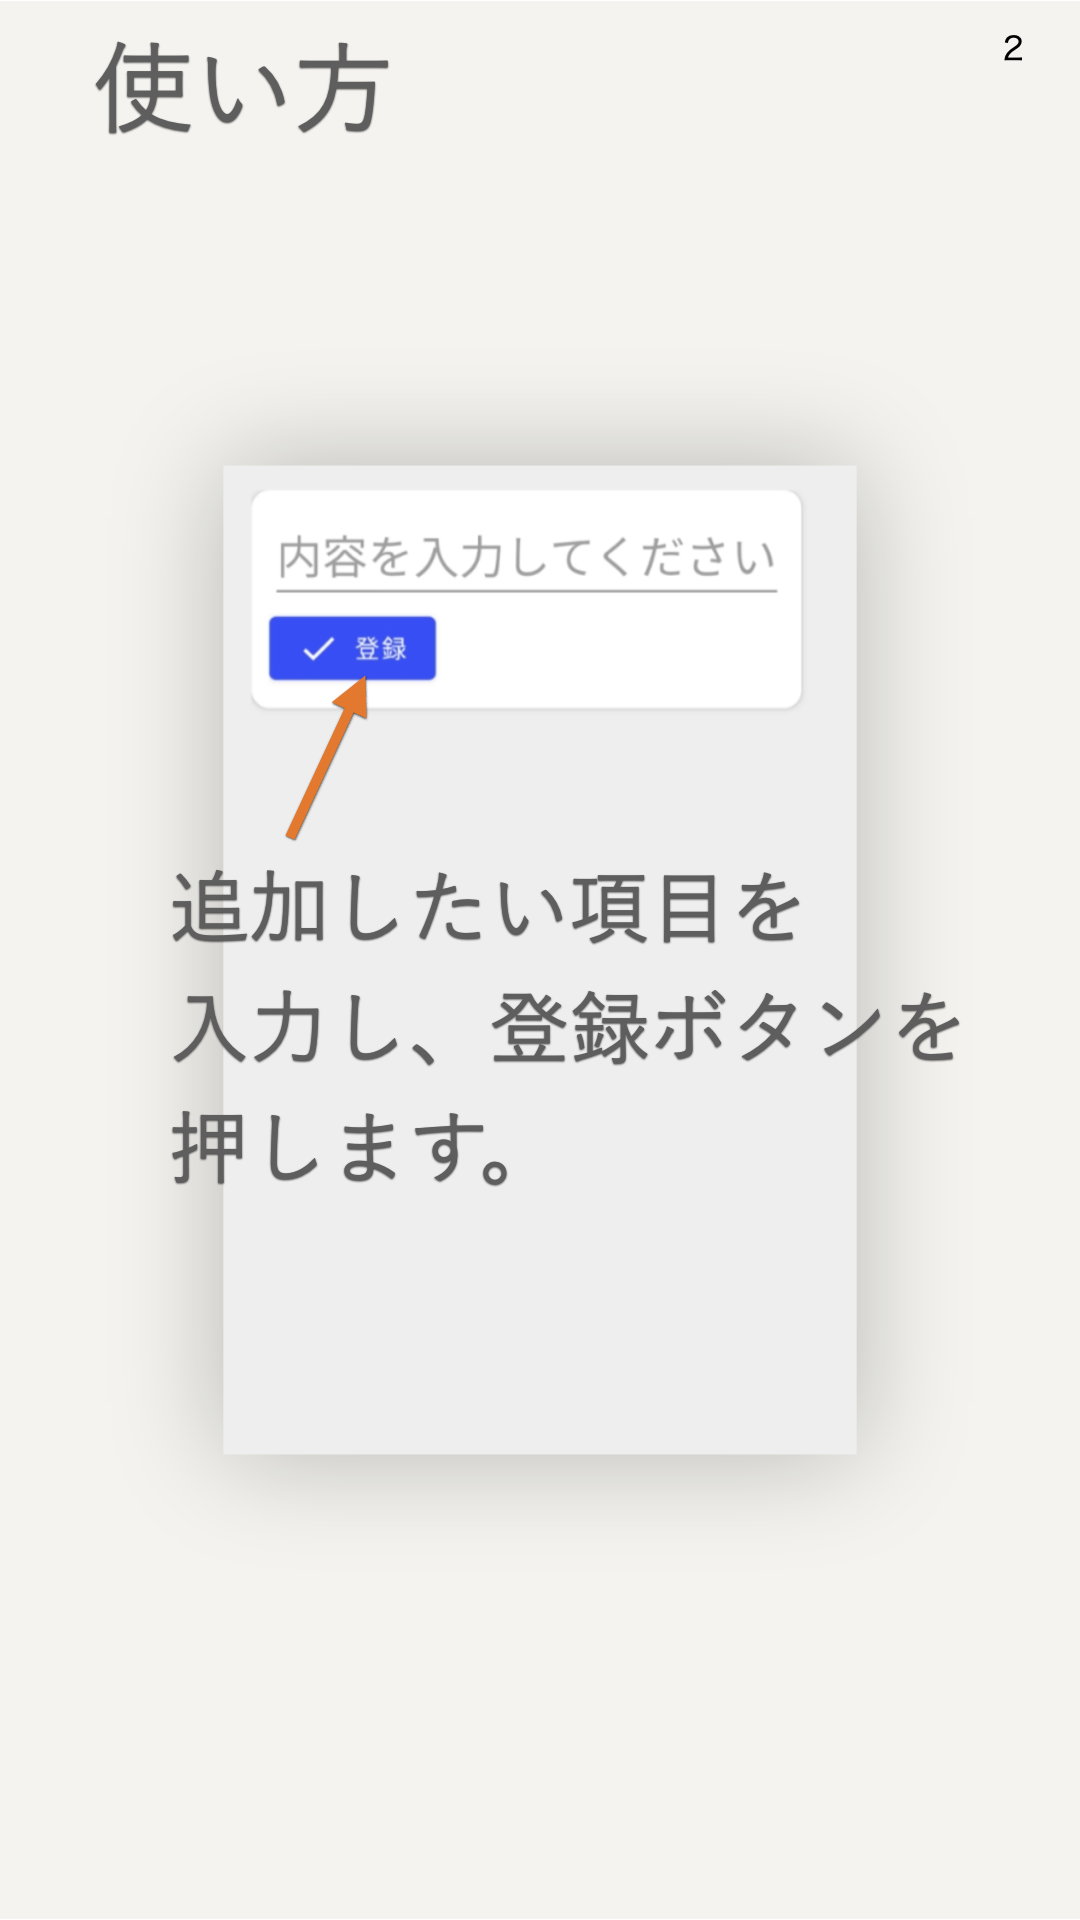 使い方
2
内容を入力してください
登録
追加したい項目を
入力し、登録ボタンを
押します。